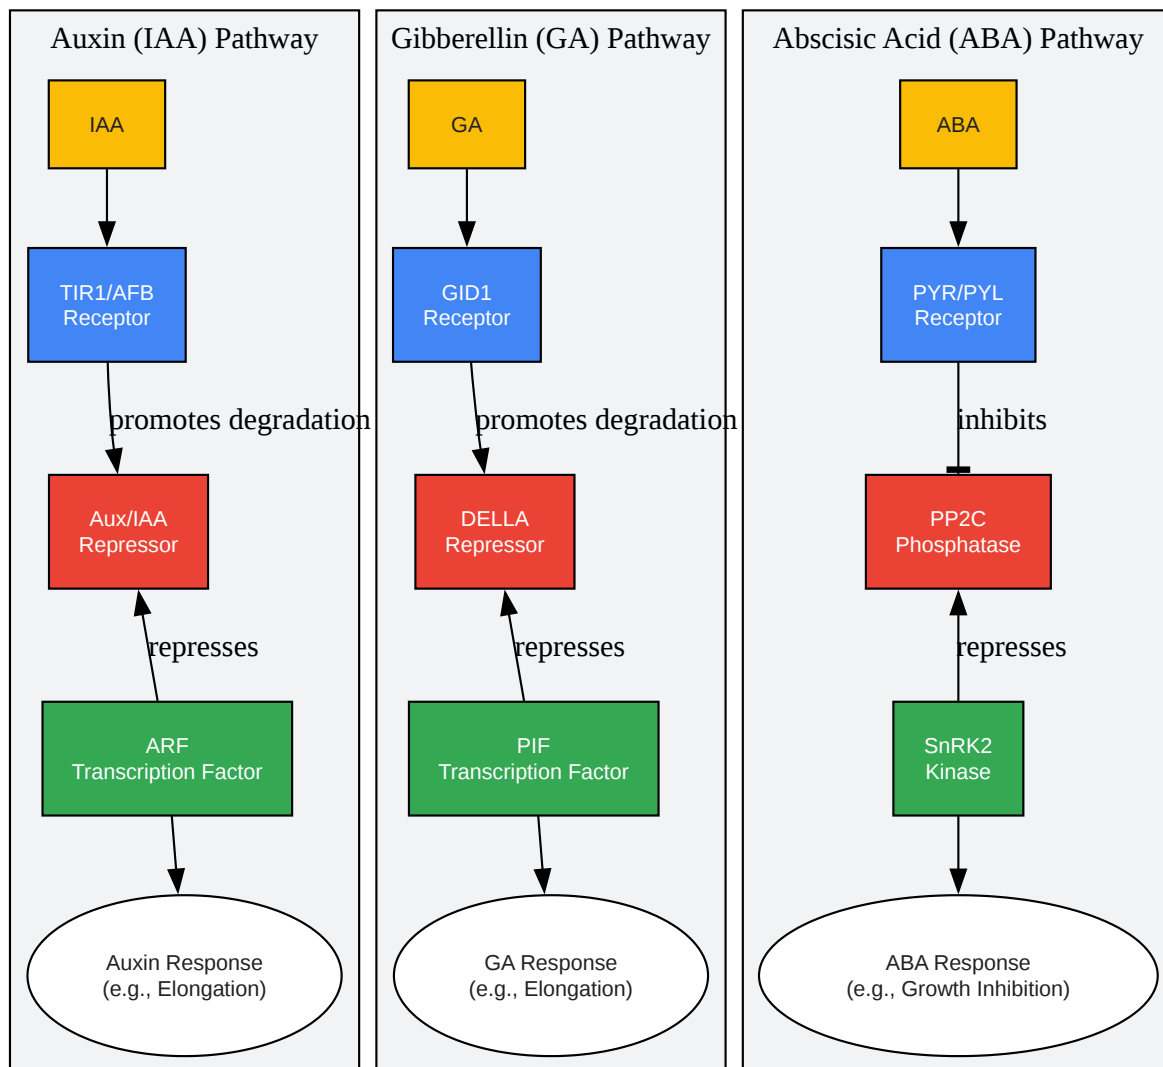 Auxin (IAA) Pathway
IAA
TIR1/AFB
Receptor
promotes degradation
Aux/IAA
Repressor
represses
ARF
Transcription Factor
Auxin Response
(e.g., Elongation)
Gibberellin (GA) Pathway
GA
GID1
Receptor
promotes degradation
DELLA
Repressor
represses
PIF
Transcription Factor
GA Response
(e.g., Elongation)
Abscisic Acid (ABA) Pathway
ABA
PYR/PYL
Receptor
inhibits
PP2C
Phosphatase
represses
SnRK2
Kinase
ABA Response
(e.g., Growth Inhibition)